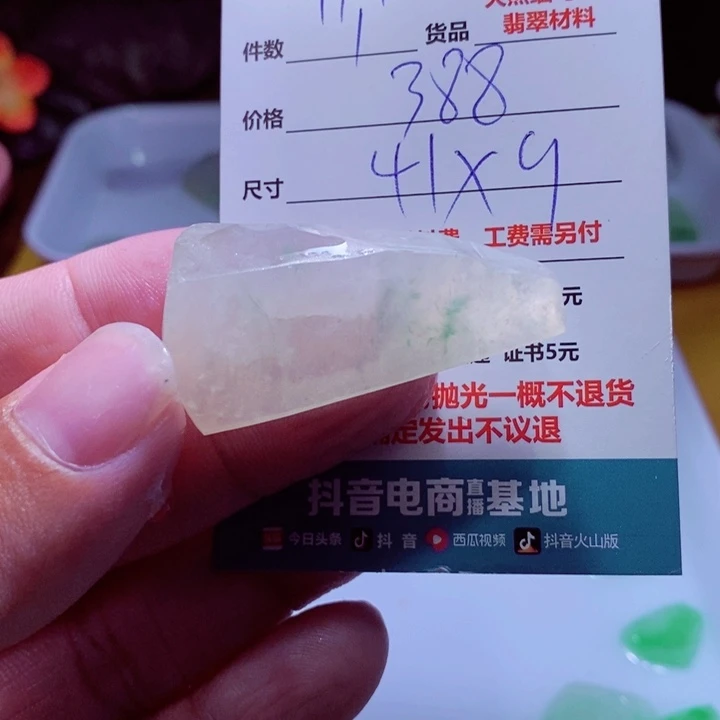 翡翠材料
件数 1 货品
价格 388
尺寸 41×9
工费需另付
元
证书5元
抛光一概不退货
定发出不议退
抖音电商直播基地
今日头条 抖音 西瓜视频 抖音火山版